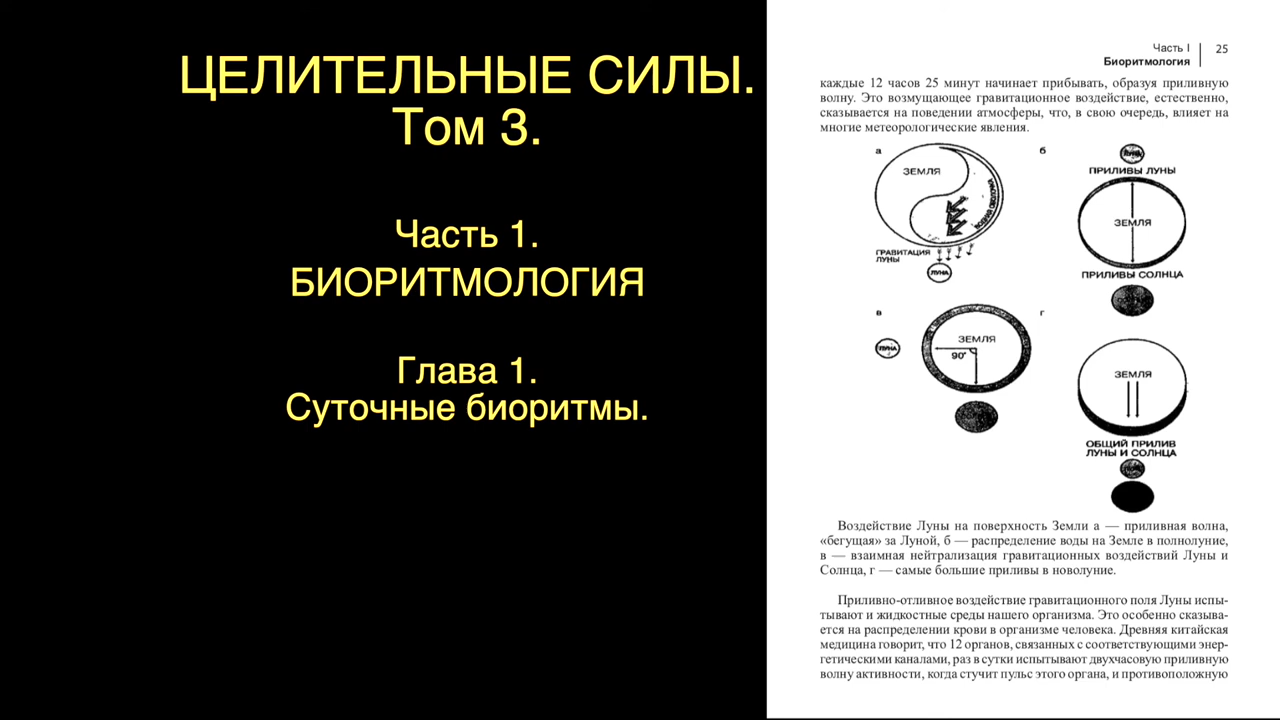 ЦЕЛИТЕЛЬНЫЕ СИЛЫ.
Том 3.
Часть 1.
БИОРИТМОЛОГИЯ
Глава 1.
Суточные биоритмы.
Часть I
25
Биоритмология
каждые 12 часов 25 минут начинает прибывать, образуя приливную
волну. Это возмущающее гравитационное воздействие, естественно,
сказывается на поведении атмосферы, что, в свою очередь, влияет на
многие метеорологические явления.
а
ЗЕМЛЯ
ВОДНАЯ ОБОЛОЧКА
ГРАВИТАЦИЯ
ЛУНЫ
ЛУНА
б
ЛУНА
ПРИЛИВЫ ЛУНЫ
ЗЕМЛЯ
ПРИЛИВЫ СОЛНЦА
в
ЛУНА
ЗЕМЛЯ
90°
г
ЗЕМЛЯ
ОБЩИЙ ПРИЛИВ
ЛУНЫ И СОЛНЦА
Воздействие Луны на поверхность Земли а — приливная волна,
«бегущая» за Луной, б — распределение воды на Земле в полнолуние,
в — взаимная нейтрализация гравитационных воздействий Луны и
Солнца, г — самые большие приливы в новолуние.
Приливно-отливное воздействие гравитационного поля Луны испы-
тывают и жидкостные среды нашего организма. Это особенно сказыва-
ется на распределении крови в организме человека. Древняя китайская
медицина говорит, что 12 органов, связанных с соответствующими энер-
гетическими каналами, раз в сутки испытывают двухчасовую приливную
волну активности, когда стучит пульс этого органа, и противоположную